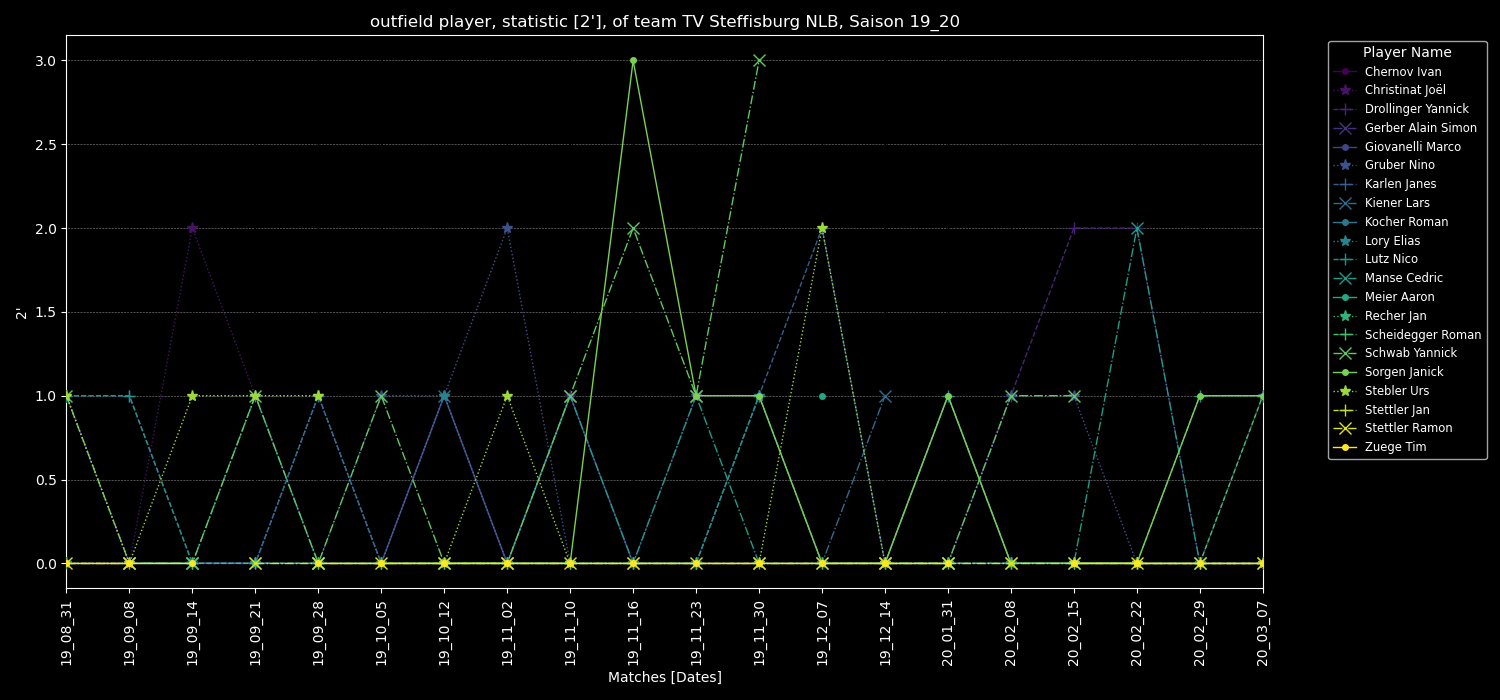 outfield player, statistic [2'], of team TV Steffisburg NLB, Saison 19_20
3.0
2.5
2.0
1.5
1.0
0.5
0.0
2'
19_08_31
19_09_08
19_09_14
19_09_21
19_09_28
19_10_05
19_10_12
19_11_02
19_11_10
19_11_16
19_11_23
19_11_30
19_12_07
19_12_14
20_01_31
20_02_08
20_02_15
20_02_22
20_02_29
20_03_07
Matches [Dates]
Player Name
Chernov Ivan
Christinat Joël
Drollinger Yannick
Gerber Alain Simon
Giovanelli Marco
Gruber Nino
Karlen Janes
Kiener Lars
Kocher Roman
Lory Elias
Lutz Nico
Manse Cedric
Meier Aaron
Recher Jan
Scheidegger Roman
Schwab Yannick
Sorgen Janick
Stebler Urs
Stettler Jan
Stettler Ramon
Zuege Tim